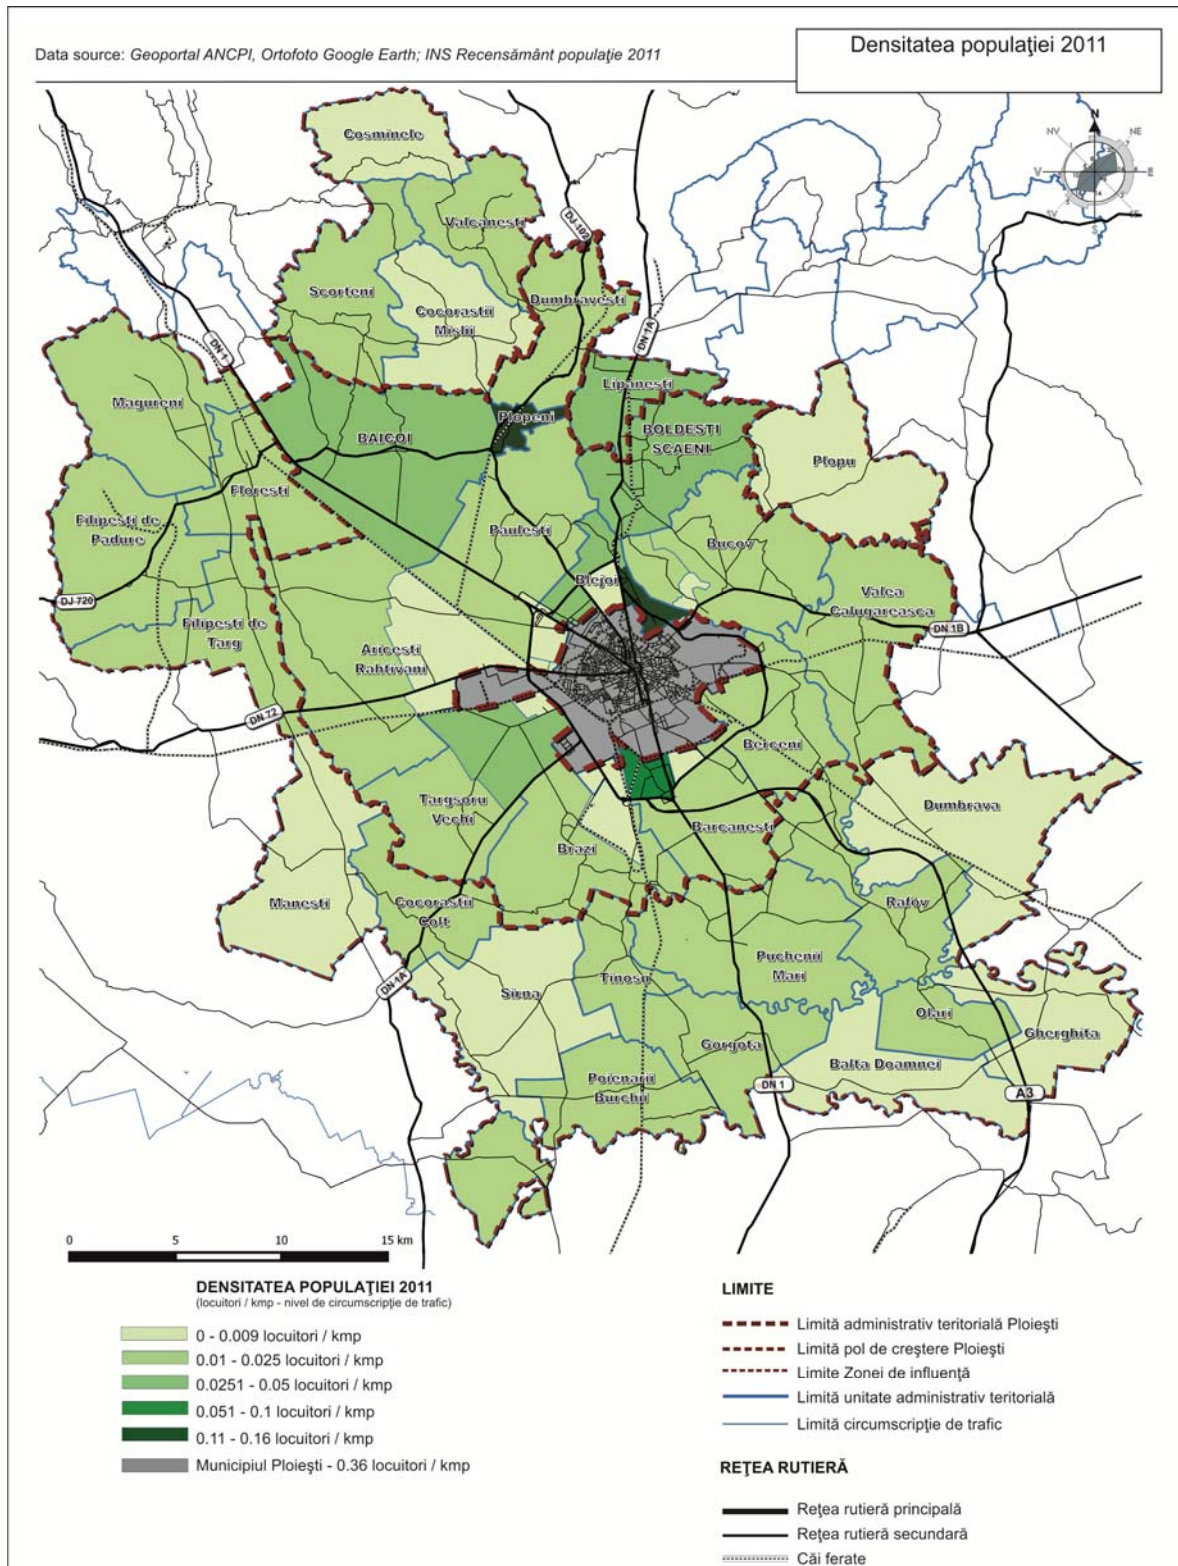 Data source: Geoportal ANCPI, Ortofoto Google Earth; INS Recensământ populaţie 2011
Densitatea populaţiei 2011
N
NV
NE
V
E
SV
SE
S
Cosminele
Valcanesti
DJ-102
Scorteni
Cocorastii
Mislii
Dumbravesti
DN-1
DN-1A
Magureni
Lipanesti
Plopeni
BAICOI
BOLDESTI
SCAENI
Plopu
Floresti
Filipesti de
Padure
Paulesti
Bucov
Blejoi
DJ 720
Valea
Calugareasca
Filipesti de
Targ
DN 1B
Aricesti
Rahtivani
DN 72
Berceni
Targsoru
Vechi
Dumbrava
Barcanesti
Brazi
Manesti
Cocorastii
Colt
Rafov
Puchenii
Mari
DN-1A
Tinosu
Sirna
Olari
Gherghita
Gorgota
Balta Doamnei
Poienarii
Burchii
DN 1
A3
0 5 10 15 km
DENSITATEA POPULAŢIEI 2011
(locuitori / kmp - nivel de circumscripţie de trafic)
0 - 0.009 locuitori / kmp
0.01 - 0.025 locuitori / kmp
0.0251 - 0.05 locuitori / kmp
0.051 - 0.1 locuitori / kmp
0.11 - 0.16 locuitori / kmp
Municipiul Ploieşti - 0.36 locuitori / kmp
LIMITE
Limită administrativ teritorială Ploieşti
Limită pol de creştere Ploieşti
Limite Zonei de influenţă
Limită unitate administrativ teritorială
Limită circumscripţie de trafic
REŢEA RUTIERĂ
Reţea rutieră principală
Reţea rutieră secundară
Căi ferate